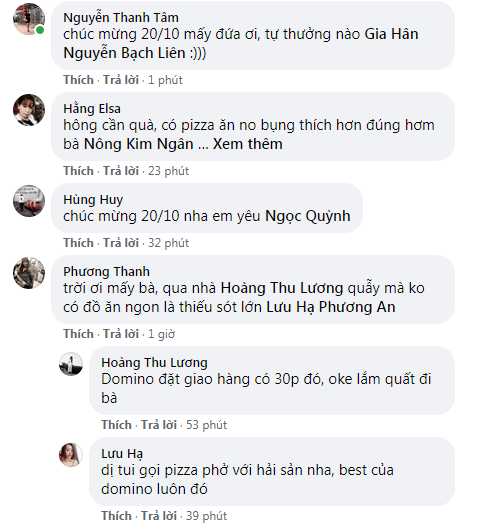 Nguyễn Thanh Tâm
chúc mừng 20/10 mấy đứa ơi, tự thưởng nào Gia Hân
Nguyễn Bạch Liên :)))
Thích · Trả lời · 1 phút
Hằng Elsa
hông cần quà, có pizza ăn no bụng thích hơn đúng hơm
bà Nông Kim Ngân ... Xem thêm
Thích · Trả lời · 23 phút
Hùng Huy
chúc mừng 20/10 nha em yêu Ngọc Quỳnh
Thích · Trả lời · 32 phút
Phương Thanh
trời ơi mấy bà, qua nhà Hoàng Thu Lương quẫy mà ko
có đồ ăn ngon là thiếu sót lớn Lưu Hạ Phương An
Thích · Trả lời · 1 giờ
Hoàng Thu Lương
Domino đặt giao hàng có 30p đó, oke lắm quất đi
bà
Thích · Trả lời · 53 phút
Lưu Hạ
dị tui gọi pizza phở với hải sản nha, best của
domino luôn đó
Thích · Trả lời · 39 phút